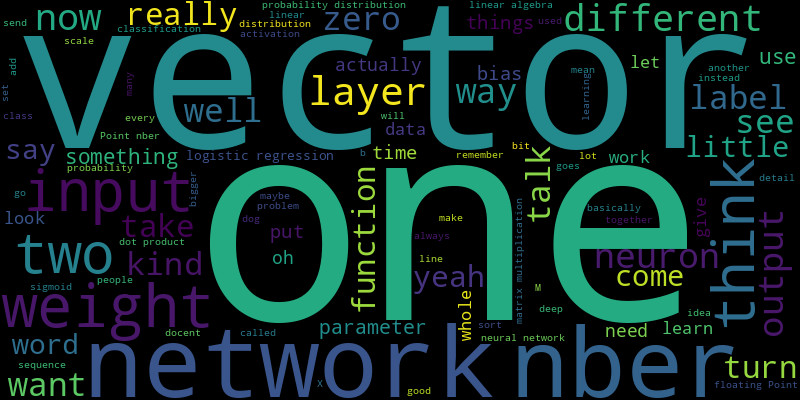 send
now
really
distribution
probability distribution
linear
activation
zero
linear algebra
things
used
different
scale
classification
vector
many
set
add
class
well
actually
layer
bias
way
let
mean
learning
another
instead
use
label
see
little
every
Point nber
will
data
say
something
probability
logistic regression
b
time
remember
bit
lot
work
goes
talk
detail
input
go
bigger
one
maybe
problem
dog
function
think
give
together
basically
look
take
put
make
always
output
two
dot product
kind
oh
line
yeah
matrix multiplication
neuron
come
people
sigmoid
weight
whole
M
deep
idea
docent
called
parameter
sort
neural network
need
learn
word
sequence
want
network
nber
x
good
turn
floating Point